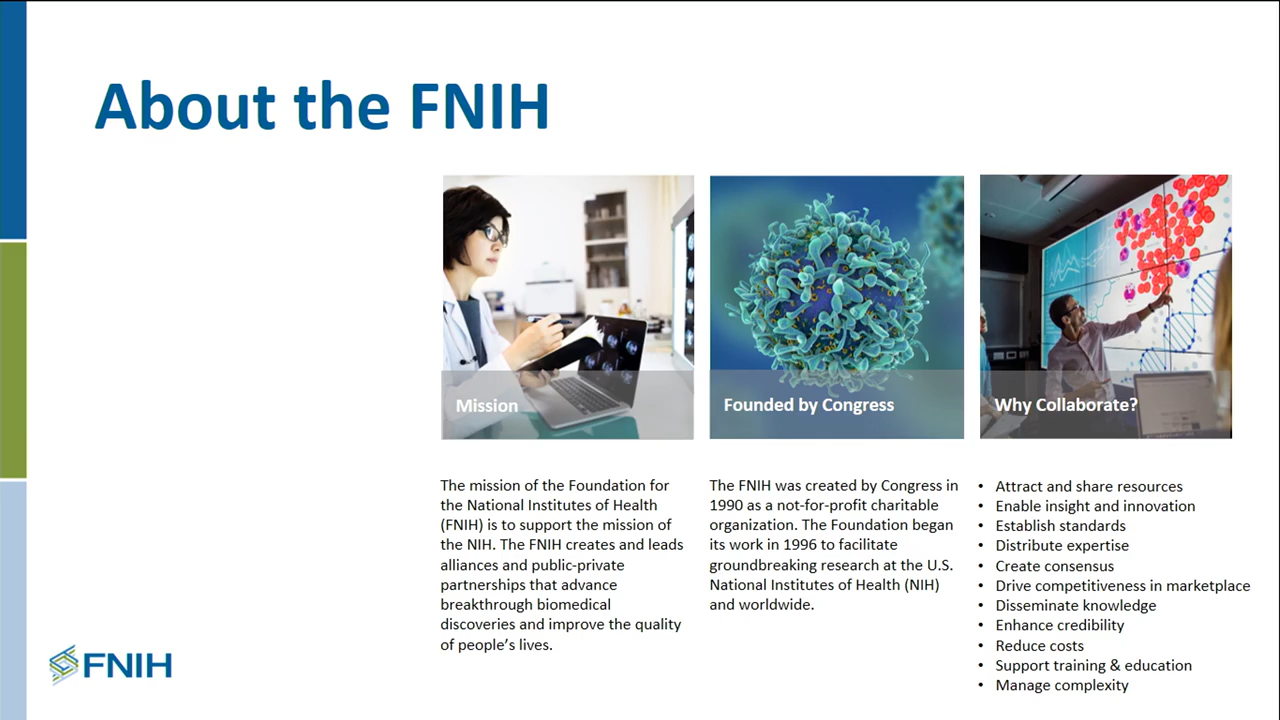 About the FNIH
Mission
The mission of the Foundation for
the National Institutes of Health
(FNIH) is to support the mission of
the NIH. The FNIH creates and leads
alliances and public-private
partnerships that advance
breakthrough biomedical
discoveries and improve the quality
of people’s lives.
Founded by Congress
The FNIH was created by Congress in
1990 as a not-for-profit charitable
organization. The Foundation began
its work in 1996 to facilitate
groundbreaking research at the U.S.
National Institutes of Health (NIH)
and worldwide.
Why Collaborate?
• Attract and share resources
• Enable insight and innovation
• Establish standards
• Distribute expertise
• Create consensus
• Drive competitiveness in marketplace
• Disseminate knowledge
• Enhance credibility
• Reduce costs
• Support training & education
• Manage complexity
FNIH